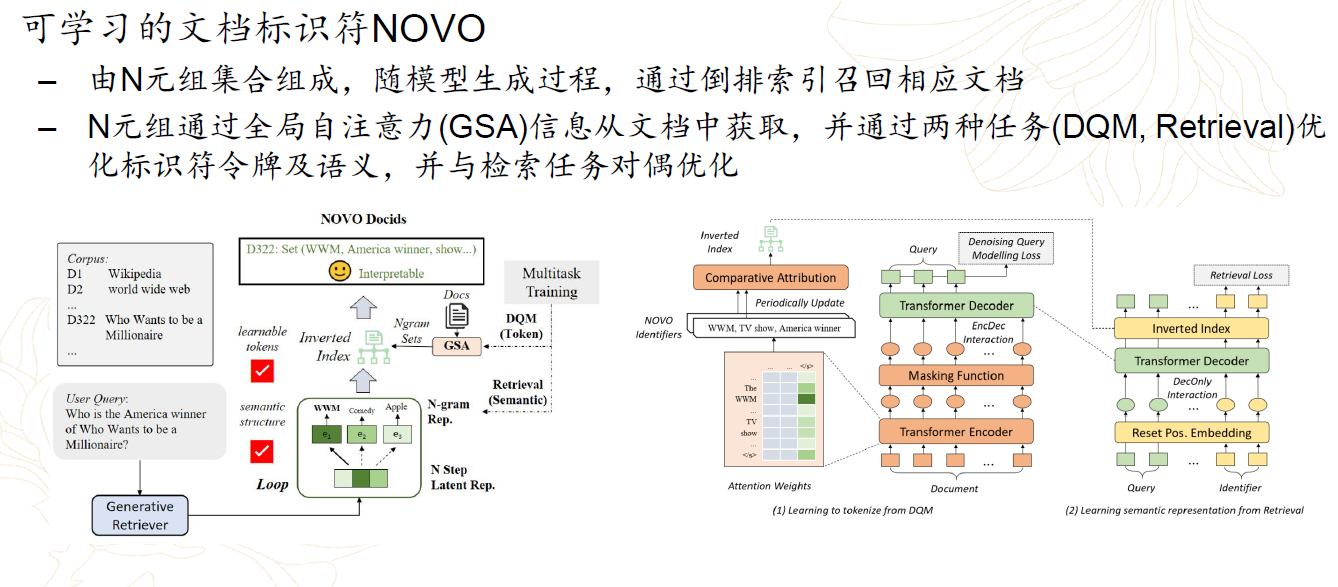 可学习的文档标识符NOVO
– 由N元组集合组成，随模型生成过程，通过倒排索引召回相应文档
– N元组通过全局自注意力(GSA)信息从文档中获取，并通过两种任务(DQM, Retrieval)优
化标识符令牌及语义，并与检索任务对偶优化
NOVO Docids
D322: Set (WWM, America winner, show...)
Interpretable
Corpus:
D1 Wikipedia
D2 world wide web
...
D322 Who Wants to be a
Millionaire
...
Multitask
Training
Docs
DQM
(Token)
learnable
tokens
Inverted
Index
Ngram
Sets
GSA
Retrieval
(Semantic)
User Query:
Who is the America winner
of Who Wants to be a
Millionaire?
semantic
structure
WWM Comedy Apple
e1 e2 e3
N-gram
Rep.
N Step
Latent Rep.
Loop
Generative
Retriever
Inverted
Index
Comparative Attribution
Periodically Update
NOVO
Identifiers
WWM, TV show, America winner
... ... </s>
...
The
WWM
...
TV
show
...
</s>
Attention Weights
Query
Denoising Query
Modelling Loss
Transformer Decoder
EncDec
Interaction
...
Masking Function
...
Transformer Encoder
...
Document
(1) Learning to tokenize from DQM
Retrieval Loss
...
Inverted Index
Transformer Decoder
DecOnly
Interaction
...
Reset Pos. Embedding
...
Query Identifier
(2) Learning semantic representation from Retrieval